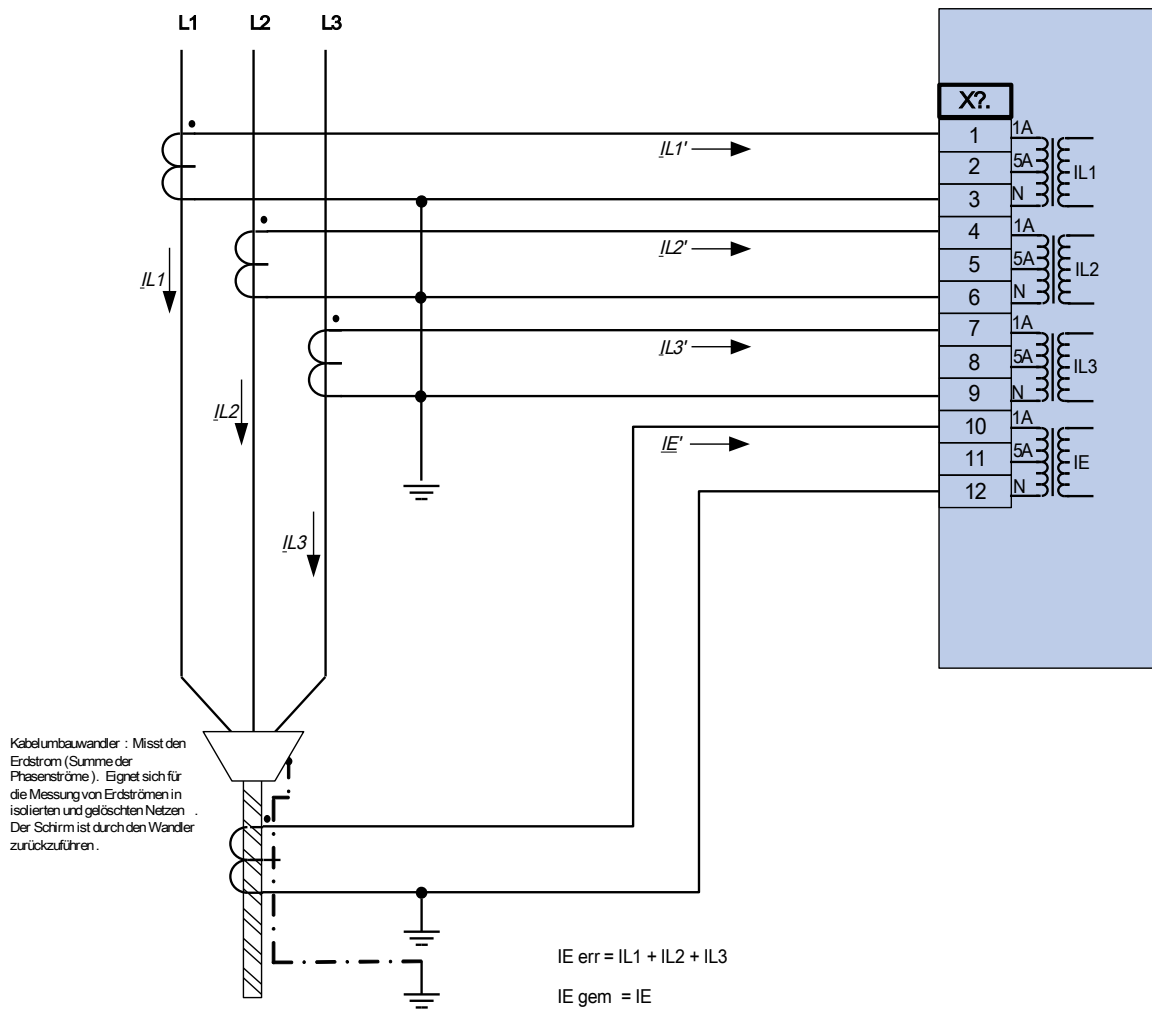 L1 L2 L3
X?.
1 1A
IL1'
2 5A IL1
3 N
4 1A
IL2'
5 5A IL2
6 N
IL1
7 1A
IL3'
8 5A IL3
9 N
IL2
10 1A
IE'
11 5A IE
12 N
IL3
Kabelumbauwandler : Misst den
Erdstrom (Summe der
Phasenströme ). Eignet sich für
die Messung von Erdströmen in
isolierten und gelöschten Netzen .
Der Schirm ist durch den Wandler
zurückzuführen .
IE err = IL1 + IL2 + IL3
IE gem = IE